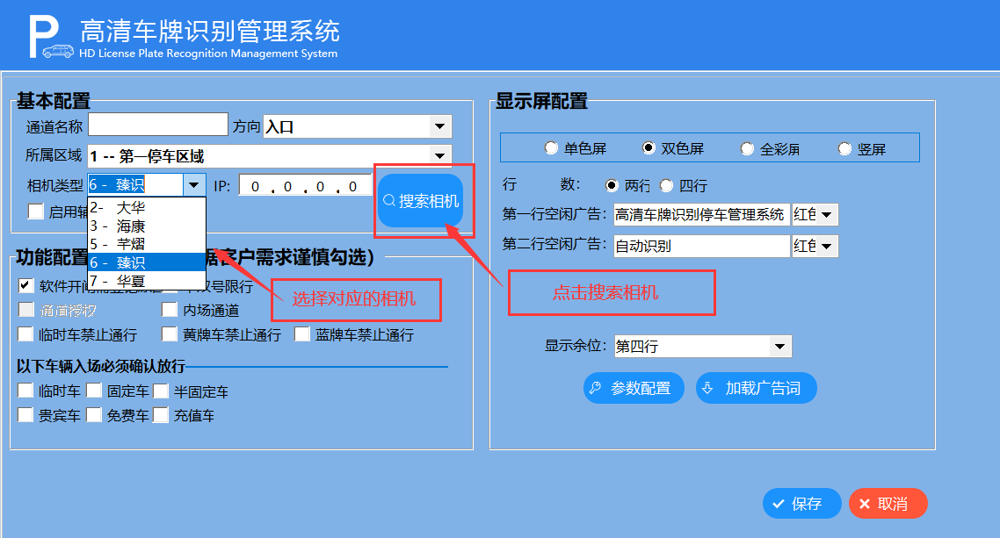 高清车牌识别管理系统
HD License Plate Recognition Management System
基本配置
通道名称
方向 入口
所属区域 1 -- 第一停车区域
相机类型 6 - 臻识
IP: 0 . 0 . 0 . 0
搜索相机
启用
2- 大华
3 - 海康
5 - 芊熠
6 - 臻识
7 - 华夏
功能配置
据客户需求谨慎勾选）
软件开闸
双号限行
通道授权 内场通道
临时车禁止通行 黄牌车禁止通行 蓝牌车禁止通行
选择对应的相机
以下车辆入场必须确认放行
临时车 固定车 半固定车
贵宾车 免费车 充值车
显示屏配置
单色屏 双色屏 全彩屏 竖屏
行 数: 两行 四行
第一行空闲广告: 高清车牌识别停车管理系统 红色
第二行空闲广告: 自动识别 红色
点击搜索相机
显示余位: 第四行
参数配置 加载广告词
保存 取消